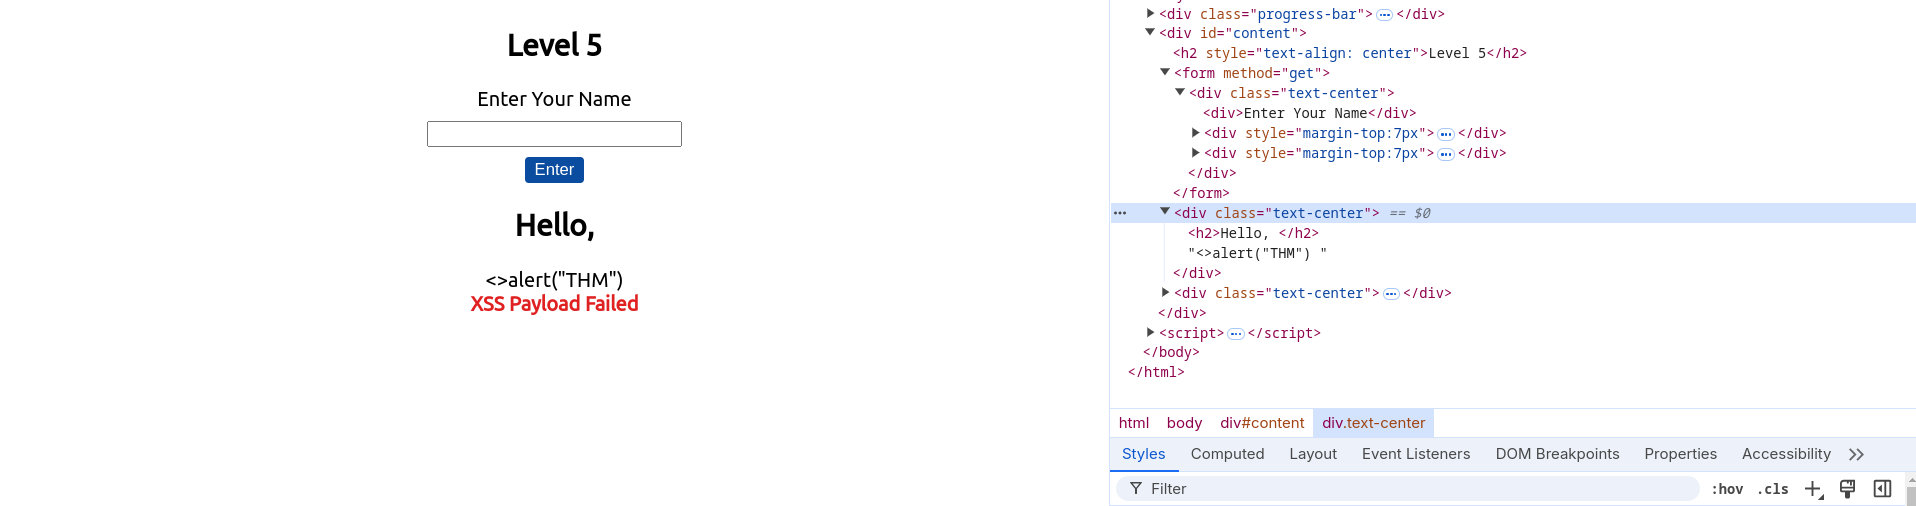 Level 5
Enter Your Name
Enter
Hello,
<>alert("THM")
XSS Payload Failed
<div class="progress-bar">⋯</div>
<div id="content">
<h2 style="text-align: center">Level 5</h2>
<form method="get">
<div class="text-center">
<div>Enter Your Name</div>
<div style="margin-top:7px">⋯</div>
<div style="margin-top:7px">⋯</div>
</div>
</form>
<div class="text-center"> == $0
<h2>Hello, </h2>
"<>alert("THM") "
</div>
<div class="text-center">⋯</div>
</div>
<script>⋯</script>
</body>
</html>
html body div#content div.text-center
Styles Computed Layout Event Listeners DOM Breakpoints Properties Accessibility
Filter :hov .cls